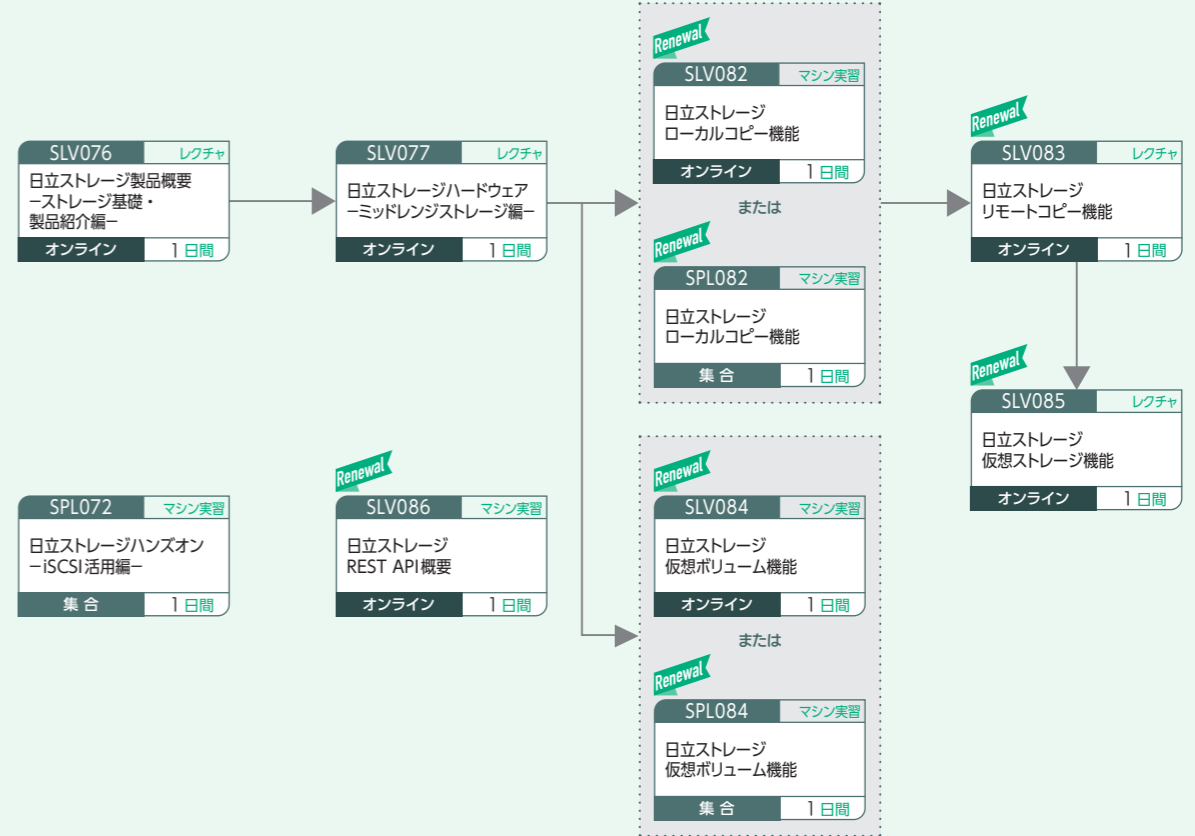 SLV076 レクチャ
日立ストレージ製品概要
−ストレージ基礎・
製品紹介編−
オンライン 1日間
SLV077 レクチャ
日立ストレージハードウェア
−ミッドレンジストレージ編−
オンライン 1日間
Renewal
SLV082 マシン実習
日立ストレージ
ローカルコピー機能
オンライン 1日間
または
Renewal
SPL082 マシン実習
日立ストレージ
ローカルコピー機能
集合 1日間
Renewal
SLV083 レクチャ
日立ストレージ
リモートコピー機能
オンライン 1日間
Renewal
SLV085 レクチャ
日立ストレージ
仮想ストレージ機能
オンライン 1日間
SPL072 マシン実習
日立ストレージハンズオン
−iSCSI活用編−
集合 1日間
Renewal
SLV086 マシン実習
日立ストレージ
REST API概要
オンライン 1日間
Renewal
SLV084 マシン実習
日立ストレージ
仮想ボリューム機能
オンライン 1日間
または
Renewal
SPL084 マシン実習
日立ストレージ
仮想ボリューム機能
集合 1日間